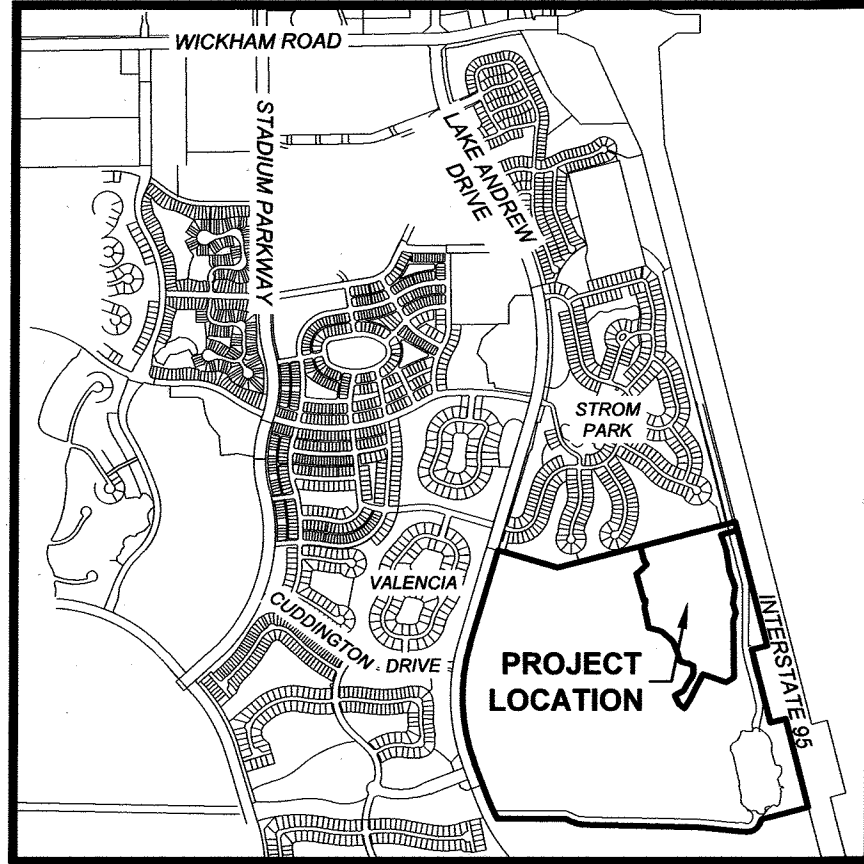 WICKHAM ROAD
STADIUM PARKWAY
LAKE ANDREW
DRIVE
STROM
PARK
VALENCIA
CUDDINGTON DRIVE
PROJECT
LOCATION
INTERSTATE 95